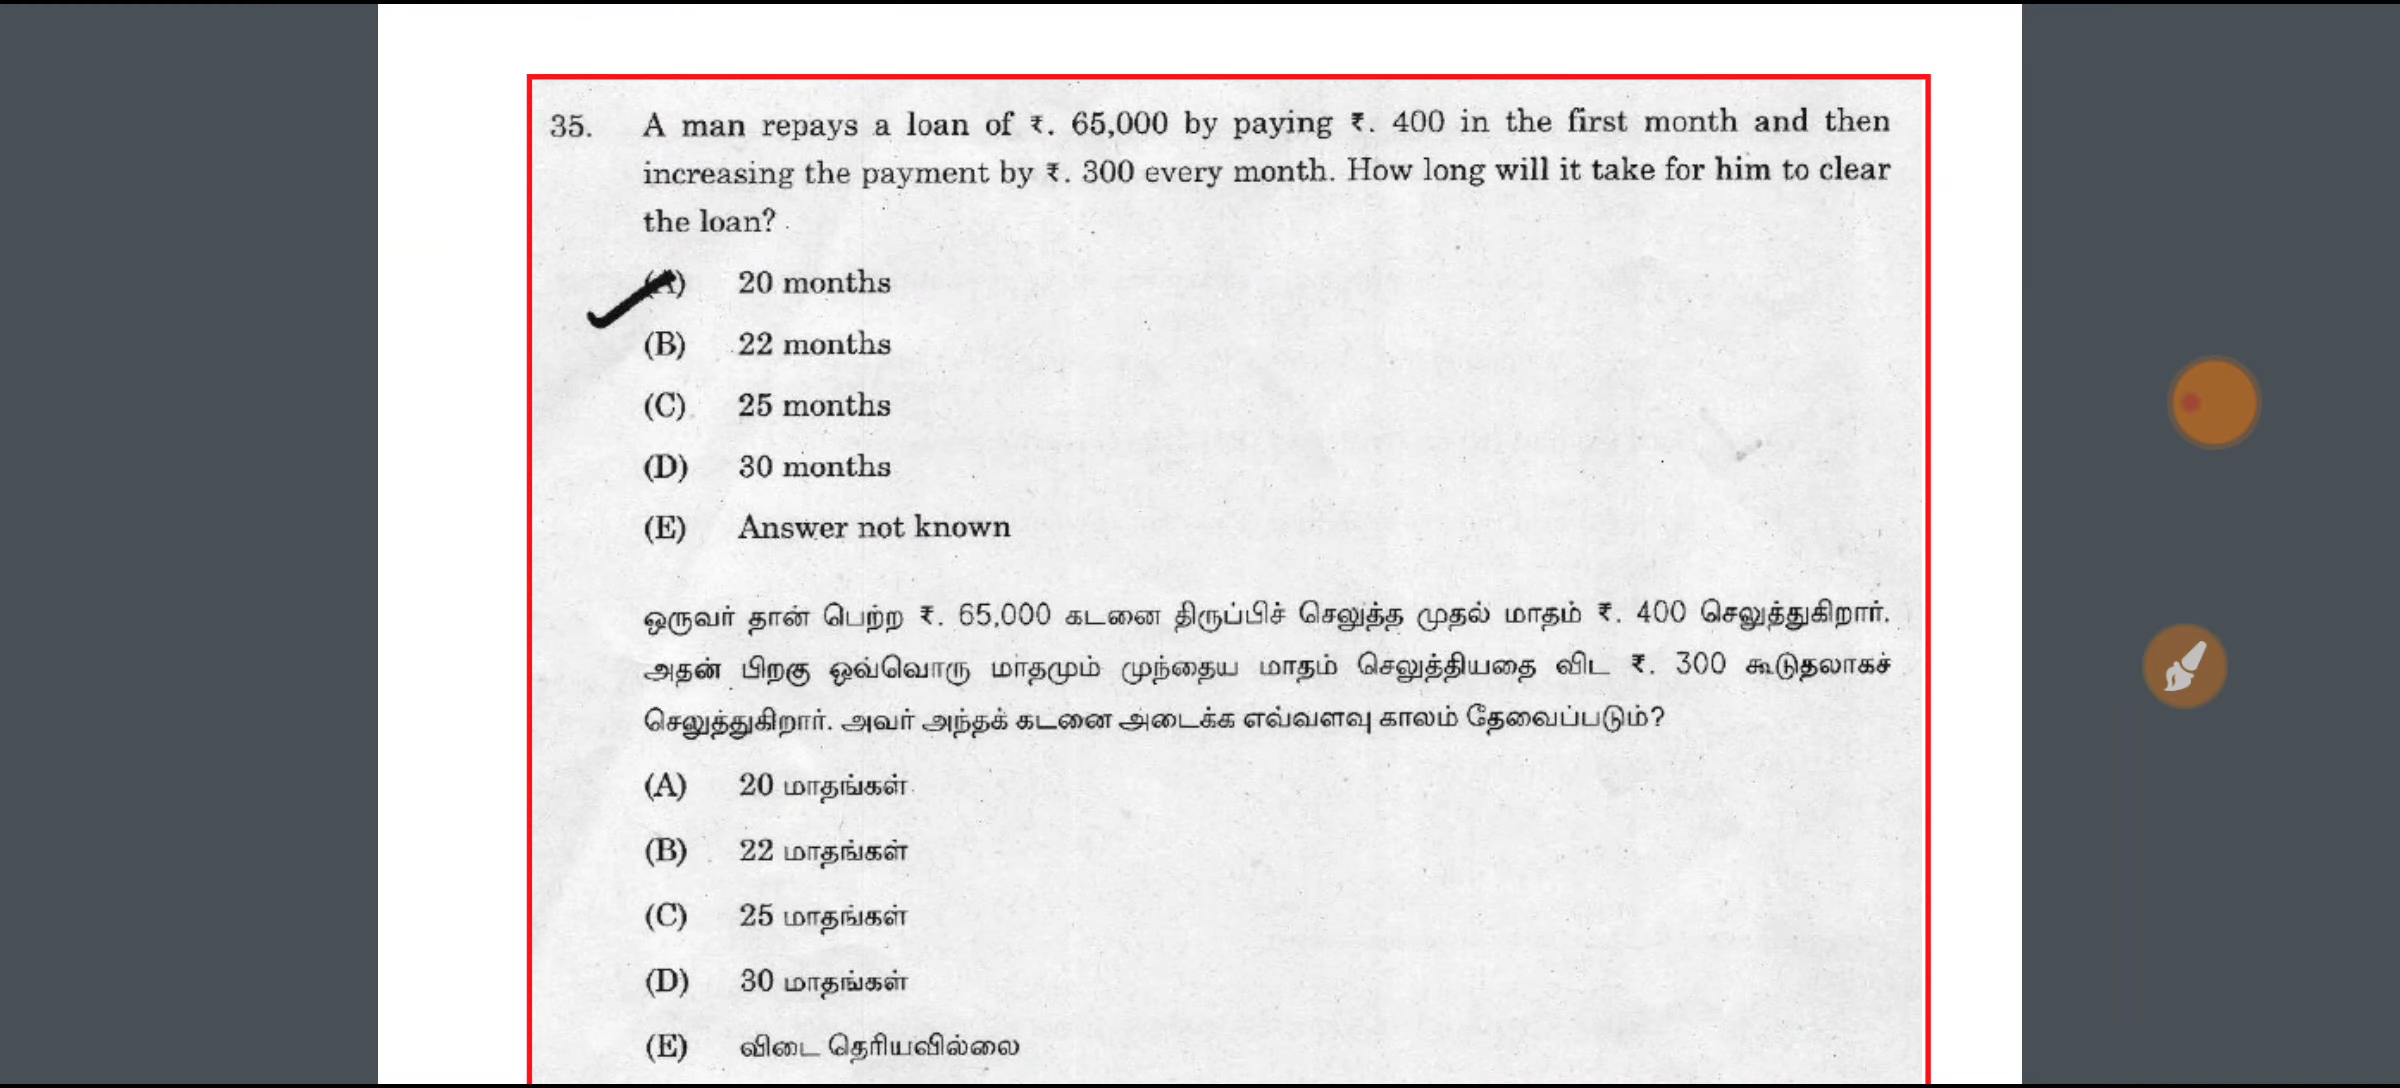 35. A man repays a loan of ₹. 65,000 by paying ₹. 400 in the first month and then
increasing the payment by ₹. 300 every month. How long will it take for him to clear
the loan?
(A) 20 months
(B) 22 months
(C) 25 months
(D) 30 months
(E) Answer not known
ஒருவர் தான் பெற்ற ₹. 65,000 கடனை திருப்பிச் செலுத்த முதல் மாதம் ₹. 400 செலுத்துகிறார்.
அதன் பிறகு ஒவ்வொரு மாதமும் முந்தைய மாதம் செலுத்தியதை விட ₹. 300 கூடுதலாகச்
செலுத்துகிறார். அவர் அந்தக் கடனை அடைக்க எவ்வளவு காலம் தேவைப்படும்?
(A) 20 மாதங்கள்
(B) 22 மாதங்கள்
(C) 25 மாதங்கள்
(D) 30 மாதங்கள்
(E) விடை தெரியவில்லை